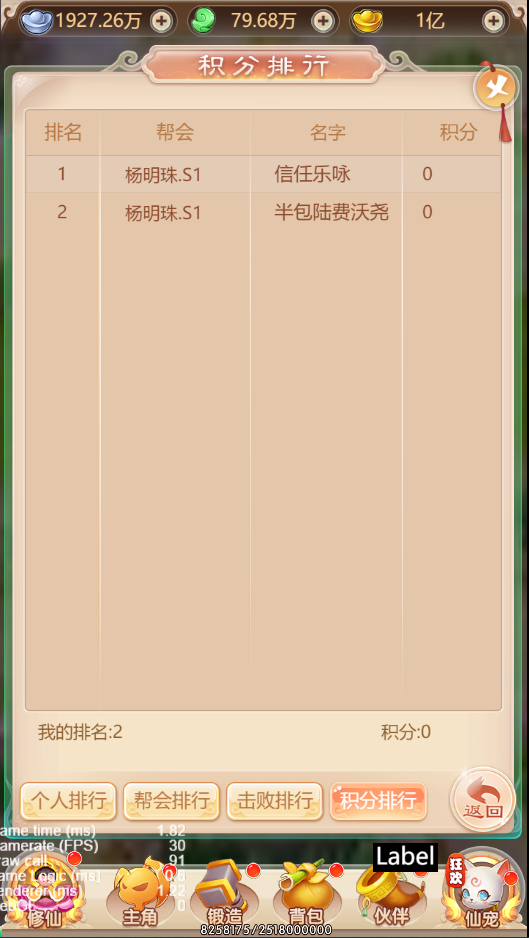 1927.26万 79.68万 1亿
积分排行
排名 帮会 名字 积分
1 杨明珠.S1 信任乐咏 0
2 杨明珠.S1 半包陆费沃尧 0
我的排名:2 积分:0
个人排行 帮会排行 击败排行 积分排行 返回
ame time (ms) 1.82
amerate (FPS) 30
raw call 91
ame Logic (ms) 0.6
enderer (ms) 1.22
0
Label
狂欢
修仙 主角 锻造 背包 伙伴 仙宠
8258175/2518000000